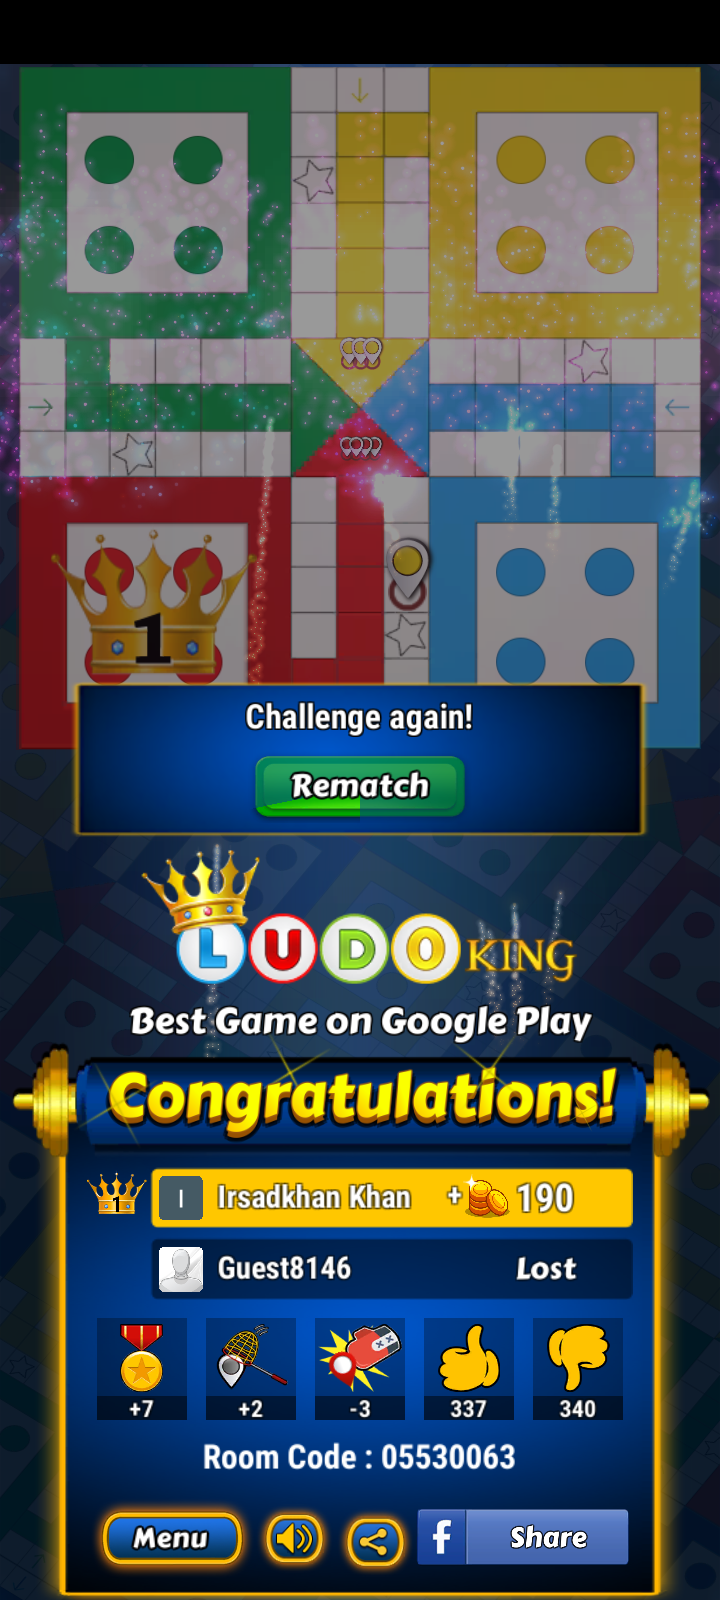 1
Challenge again!
Rematch
LUDO KING
Best Game on Google Play
Congratulations!
1 I Irsadkhan Khan + 190
Guest8146 Lost
+7 +2 -3 337 340
Room Code : 05530063
Menu f Share